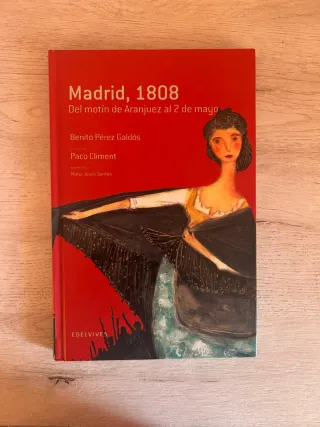 Madrid, 1808
Del motín de Aranjuez al 2 de mayo
Benito Pérez Galdós
Paco Climent
EDELVIVES